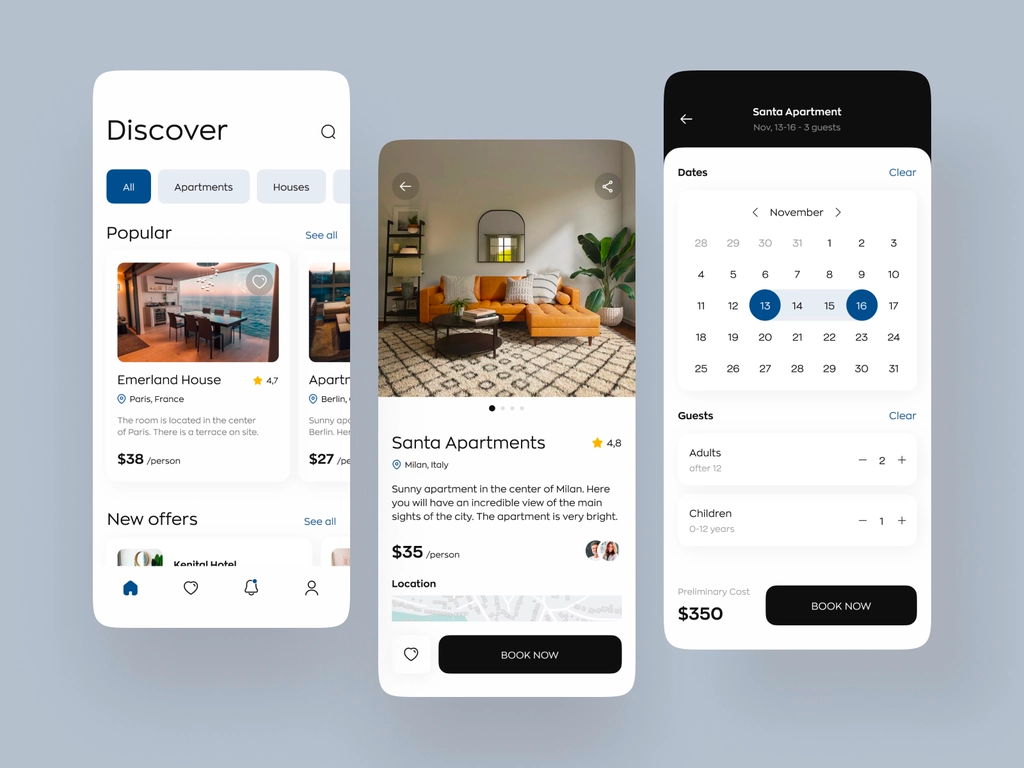 Discover
All
Apartments
Houses
Popular
See all
Emerland House
4,7
Paris, France
The room is located in the center
of Paris. There is a terrace on site.
$38 /person
Apartr
Berlin,
Sunny apa
Berlin. Her
$27 /pe
New offers
See all
Kenital Hotel
Santa Apartments
4,8
Milan, Italy
Sunny apartment in the center of Milan. Here
you will have an incredible view of the main
sights of the city. The apartment is very bright.
$35 /person
Location
BOOK NOW
Santa Apartment
Nov, 13-16 - 3 guests
Dates
Clear
November
28 29 30 31 1 2 3
4 5 6 7 8 9 10
11 12 13 14 15 16 17
18 19 20 21 22 23 24
25 26 27 28 29 30 31
Guests
Clear
Adults
after 12
2
Children
0-12 years
1
Preliminary Cost
$350
BOOK NOW